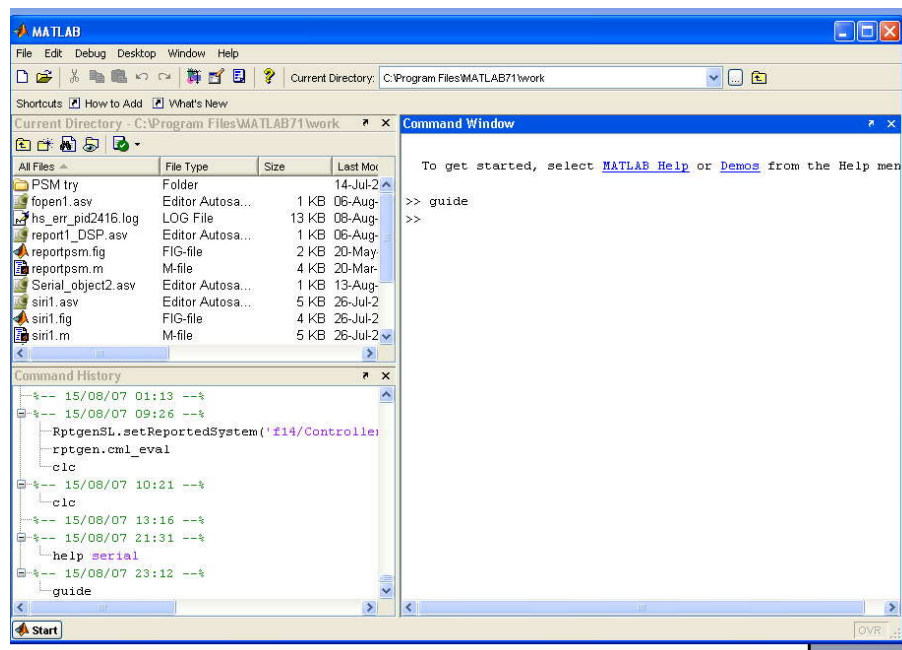 MATLAB
File Edit Debug Desktop Window Help
Current Directory: C:\Program Files\MATLAB71\work
Shortcuts How to Add What's New
Current Directory - C:\Program Files\MATLAB71\work
All Files File Type Size Last Mod
PSM try Folder 14-Jul-2
fopen1.asv Editor Autosa... 1 KB 06-Aug-
hs_err_pid2416.log LOG File 13 KB 08-Aug-
report1_DSP.asv Editor Autosa... 1 KB 06-Aug-
reportpsm.fig FIG-file 2 KB 20-May-
reportpsm.m M-file 4 KB 20-Mar-
Serial_object2.asv Editor Autosa... 1 KB 13-Aug-
siri1.asv Editor Autosa... 5 KB 26-Jul-2
siri1.fig FIG-file 4 KB 26-Jul-2
siri1.m M-file 5 KB 26-Jul-2
Command History
%-- 15/08/07 01:13 --%
%-- 15/08/07 09:26 --%
RptgenSL.setReportedSystem('f14/Controller
rptgen.cml_eval
clc
%-- 15/08/07 10:21 --%
clc
%-- 15/08/07 13:16 --%
%-- 15/08/07 21:31 --%
help serial
%-- 15/08/07 23:12 --%
guide
Command Window
To get started, select MATLAB Help or Demos from the Help men
>> guide
>>
Start
OVR